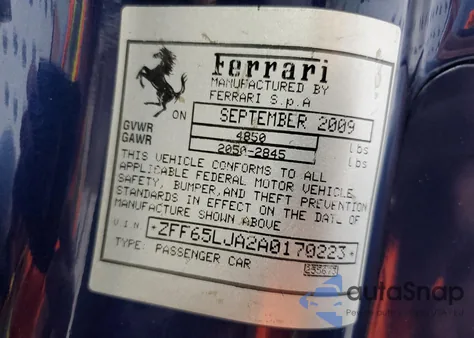 Ferrari
MANUFACTURED BY
FERRARI S.p.A
ON SEPTEMBER 2009
GVWR 4850 lbs
GAWR 2050-2845 lbs
THIS VEHICLE CONFORMS TO ALL
APPLICABLE FEDERAL MOTOR VEHICLE
SAFETY, BUMPER,AND THEFT PREVENTION
STANDARDS IN EFFECT ON THE DATE OF
MANUFACTURE SHOWN ABOVE
V.I.N. *ZFF65LJA2A0170223*
TYPE: PASSENGER CAR
autaSnap